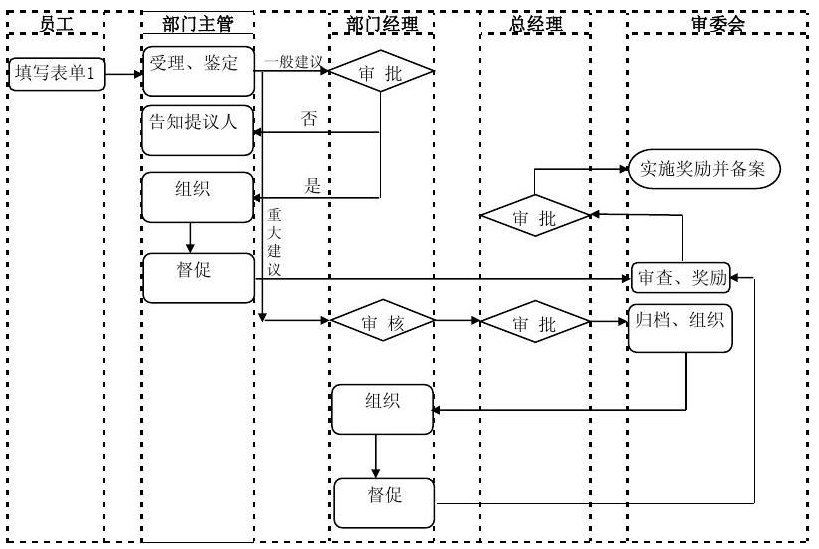 员工
部门主管
部门经理
总经理
审委会
填写表单1
受理、鉴定
一般建议
审 批
告知提议人
否
组织
是
实施奖励并备案
重
大
建
议
审 批
督促
审查、奖励
审 核
审 批
归档、组织
组织
督促